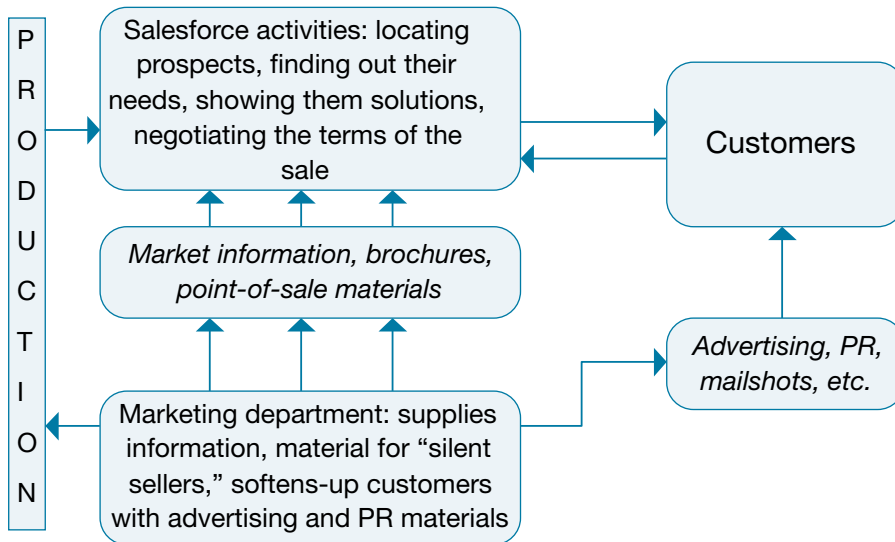 PRODUCTION
Salesforce activities: locating
prospects, finding out their
needs, showing them solutions,
negotiating the terms of the
sale
Customers
Market information, brochures,
point-of-sale materials
Advertising, PR,
mailshots, etc.
Marketing department: supplies
information, material for “silent
sellers,” softens-up customers
with advertising and PR materials